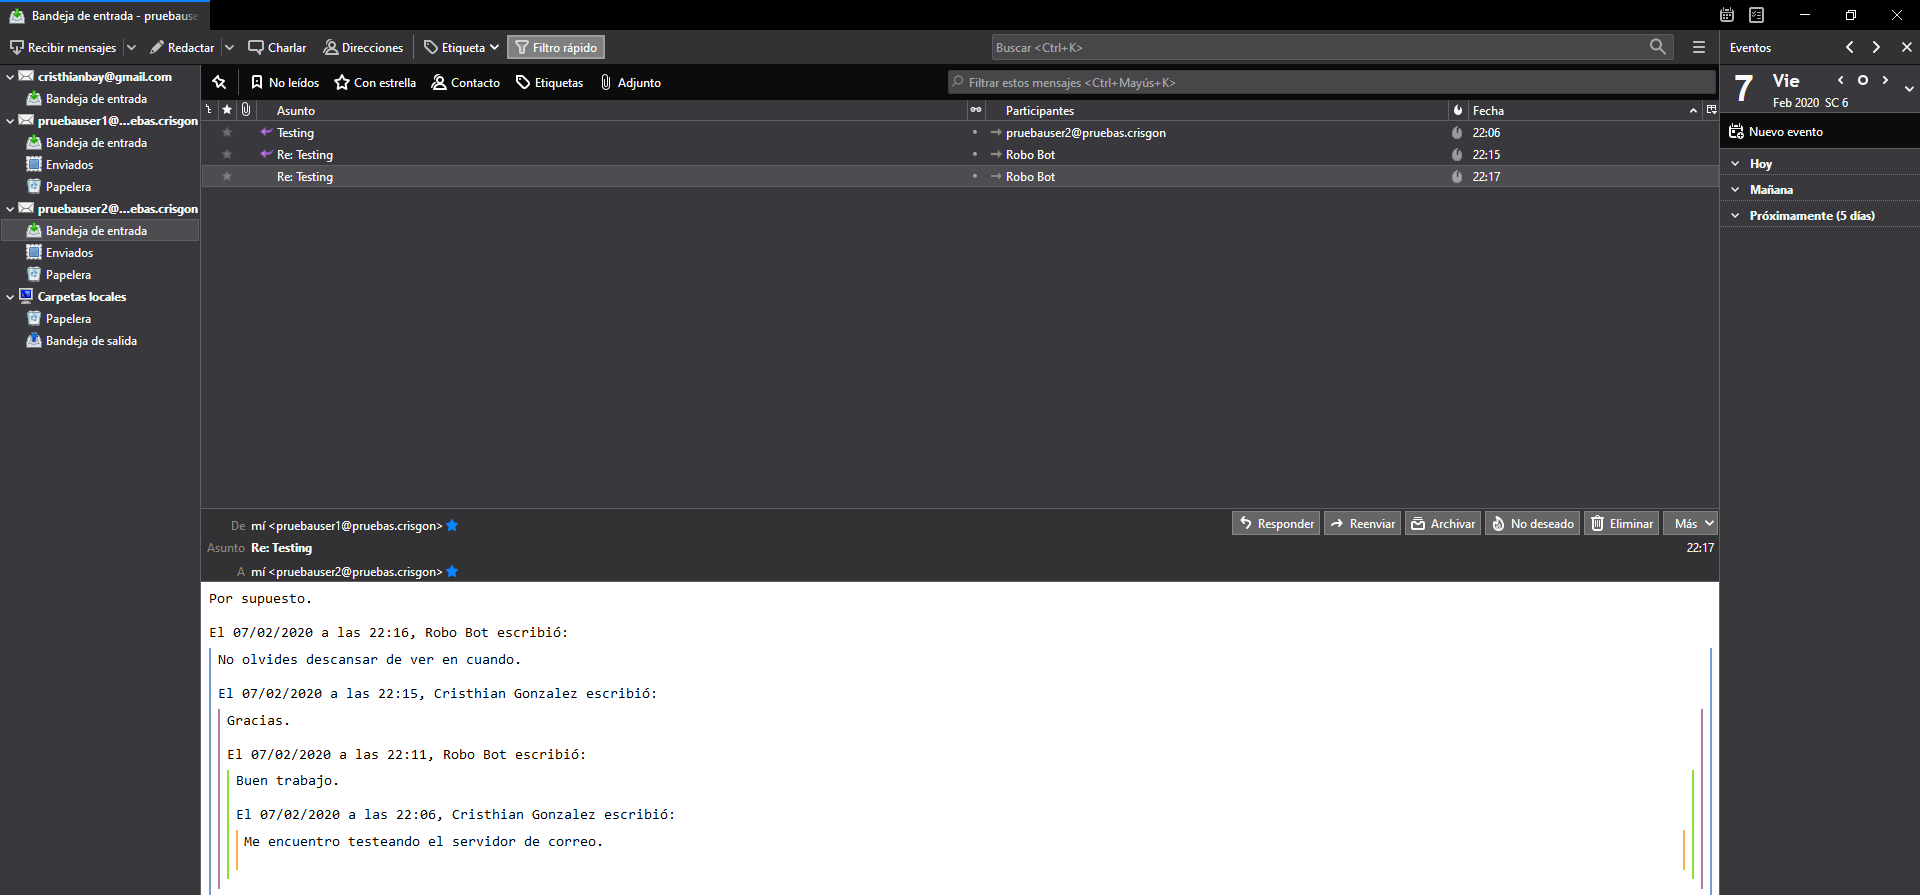 Bandeja de entrada - pruebause
Recibir mensajes
Redactar
Charlar
Direcciones
Etiqueta
Filtro rápido
Buscar <Ctrl+K>
Eventos
cristhianbay@gmail.com
Bandeja de entrada
pruebauser1@...ebas.crisgon
Bandeja de entrada
Enviados
Papelera
pruebauser2@...ebas.crisgon
Bandeja de entrada
Enviados
Papelera
Carpetas locales
Papelera
Bandeja de salida
No leídos
Con estrella
Contacto
Etiquetas
Adjunto
Filtrar estos mensajes <Ctrl+Mayús+K>
Asunto
Participantes
Fecha
Testing
pruebauser2@pruebas.crisgon
22:06
Re: Testing
Robo Bot
22:15
Re: Testing
Robo Bot
22:17
7
Vie
Feb 2020 SC 6
Nuevo evento
Hoy
Mañana
Próximamente (5 días)
De mí <pruebauser1@pruebas.crisgon>
Responder
Reenviar
Archivar
No deseado
Eliminar
Más
Asunto Re: Testing
22:17
A mí <pruebauser2@pruebas.crisgon>
Por supuesto.
El 07/02/2020 a las 22:16, Robo Bot escribió:
No olvides descansar de ver en cuando.
El 07/02/2020 a las 22:15, Cristhian Gonzalez escribió:
Gracias.
El 07/02/2020 a las 22:11, Robo Bot escribió:
Buen trabajo.
El 07/02/2020 a las 22:06, Cristhian Gonzalez escribió:
Me encuentro testeando el servidor de correo.